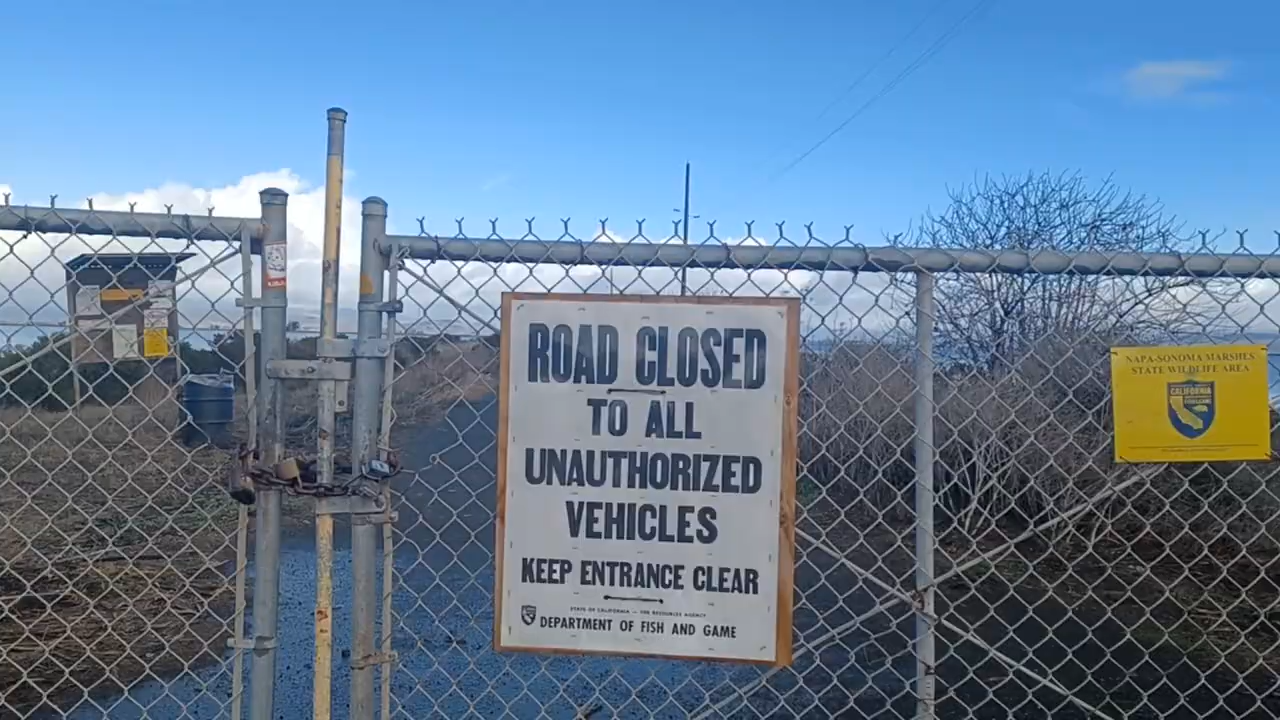 ROAD CLOSED
TO ALL
UNAUTHORIZED
VEHICLES
KEEP ENTRANCE CLEAR
STATE OF CALIFORNIA — THE RESOURCES AGENCY
DEPARTMENT OF FISH AND GAME
NAPA-SONOMA MARSHES
STATE WILDLIFE AREA
CALIFORNIA